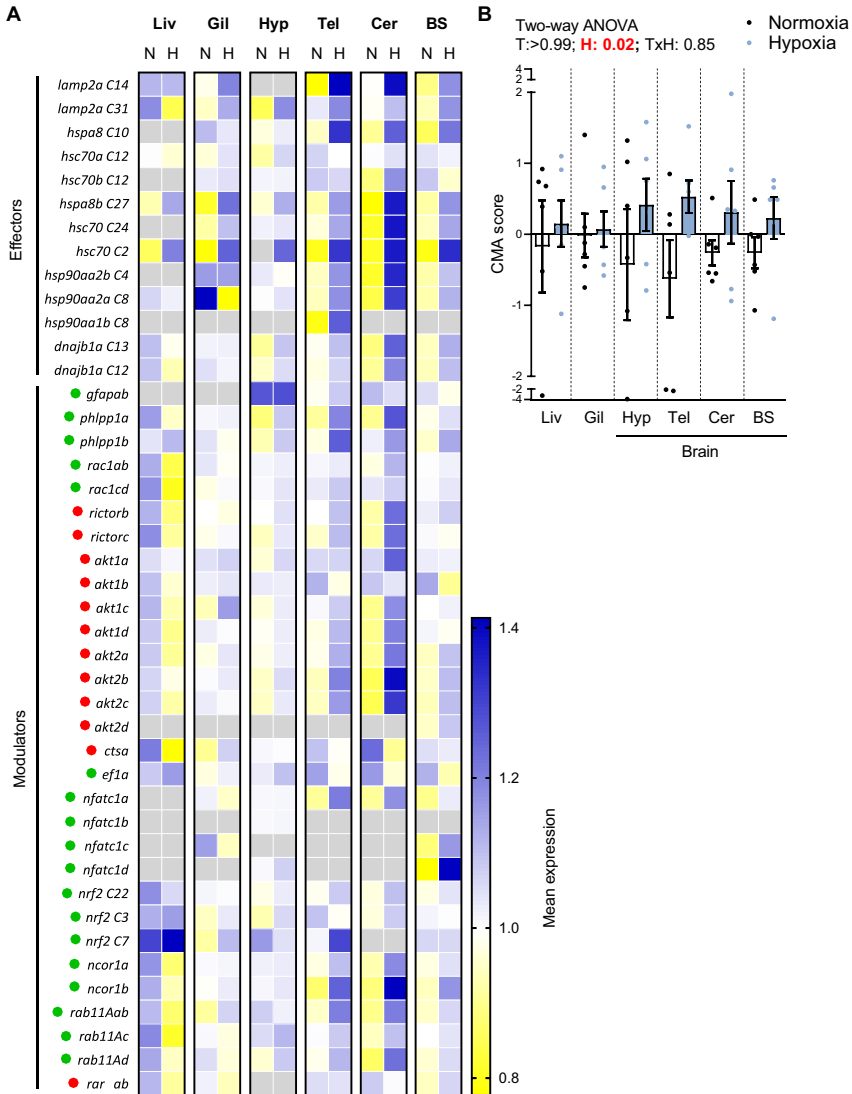 A
Liv Gil Hyp Tel Cer BS
N H N H N H N H N H N H
Effectors
lamp2a C14
lamp2a C31
hspa8 C10
hsc70a C12
hsc70b C12
hspa8b C27
hsc70 C24
hsc70 C2
hsp90aa2b C4
hsp90aa2a C8
hsp90aa1b C8
dnajb1a C13
dnajb1a C12
Modulators
gfapab
phlpp1a
phlpp1b
rac1ab
rac1cd
rictorb
rictorc
akt1a
akt1b
akt1c
akt1d
akt2a
akt2b
akt2c
akt2d
ctsa
ef1a
nfatc1a
nfatc1b
nfatc1c
nfatc1d
nrf2 C22
nrf2 C3
nrf2 C7
ncor1a
ncor1b
rab11Aab
rab11Ac
rab11Ad
rar ab
1.4
1.2
1.0
0.8
Mean expression
B
Two-way ANOVA
T:>0.99; H: 0.02; TxH: 0.85
Normoxia
Hypoxia
CMA score
4
2
2
1
0
-1
-2
-2
-4
Liv Gil Hyp Tel Cer BS
Brain